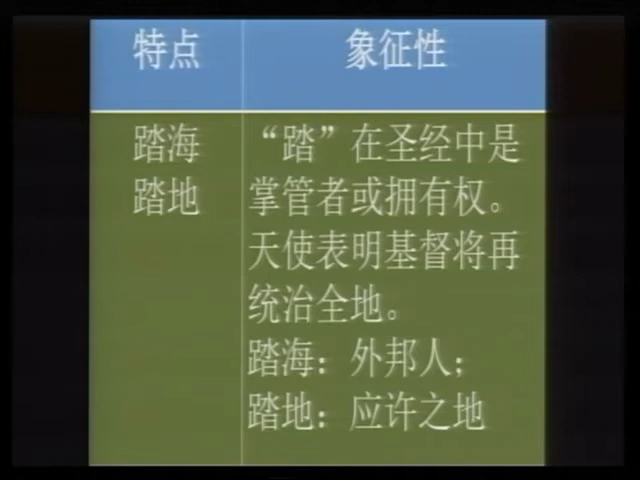 特点 象征性
踏海 “踏”在圣经中是
踏地 掌管者或拥有权。
天使表明基督将再
统治全地。
踏海：外邦人；
踏地：应许之地